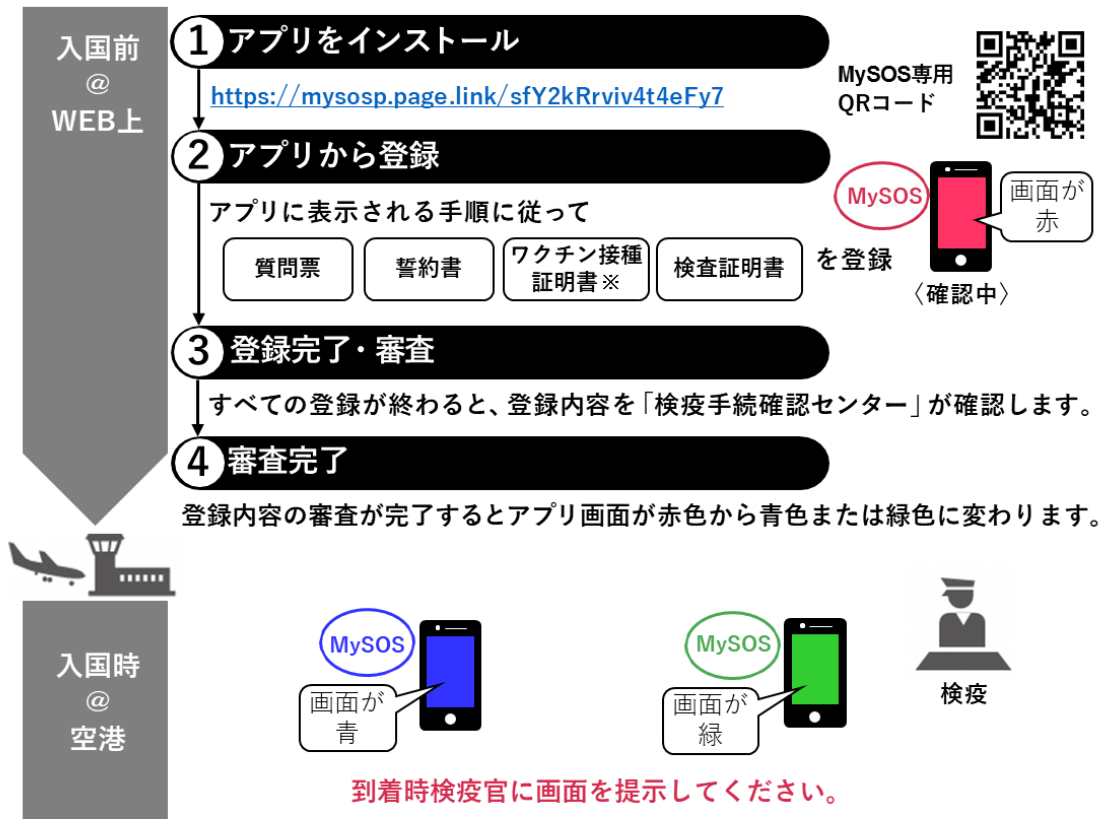 入国前
@
WEB上
1 アプリをインストール
https://mysosp.page.link/sfY2kRrviv4t4eFy7
MySOS専用
QRコード
2 アプリから登録
アプリに表示される手順に従って
質問票
誓約書
ワクチン接種
証明書※
検査証明書
を登録
MySOS
画面が
赤
〈確認中〉
3 登録完了・審査
すべての登録が終わると、登録内容を「検疫手続確認センター」が確認します。
4 審査完了
登録内容の審査が完了するとアプリ画面が赤色から青色または緑色に変わります。
入国時
@
空港
MySOS
画面が
青
MySOS
画面が
緑
検疫
到着時検疫官に画面を提示してください。